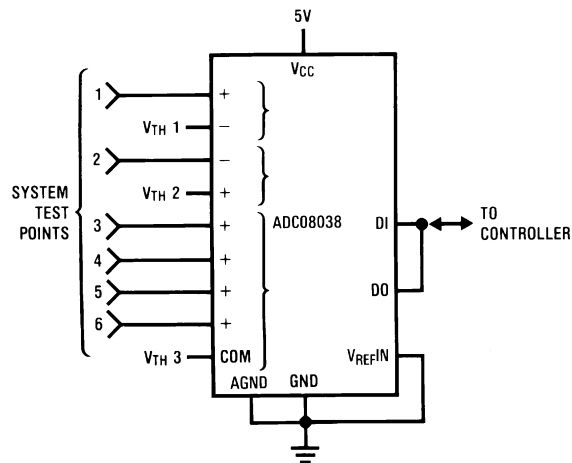 5V
VCC
1
+
VTH 1
−
2
−
VTH 2
+
SYSTEM
TEST
POINTS
3
+
ADC08038
DI
TO
CONTROLLER
4
+
5
+
DO
6
+
VTH 3
COM
VREFIN
AGND
GND